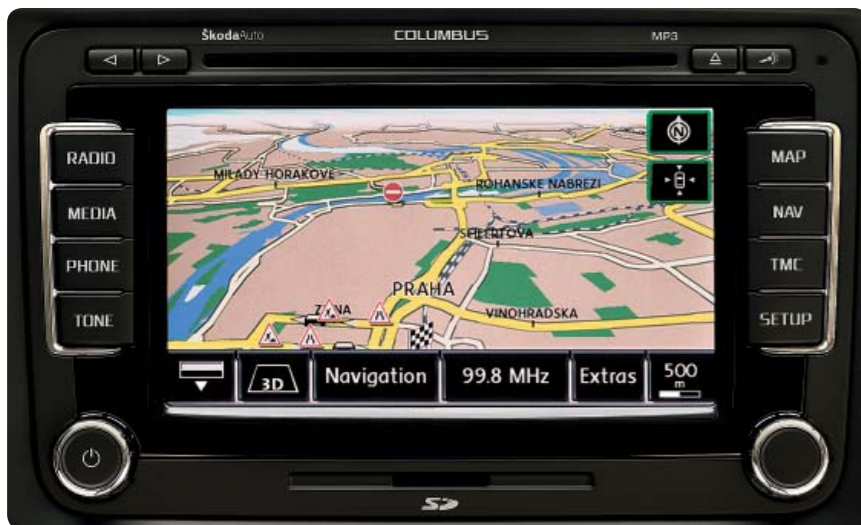 ŠkodaAuto COLUMBUS MP3
RADIO
MEDIA
PHONE
TONE
MAP
NAV
TMC
SETUP
N
MILADY HORAKOVE
ROHANSKE NABREZI
PRAHA
VINOHRADSKA
3D Navigation 99.8 MHz Extras 500
m
SD